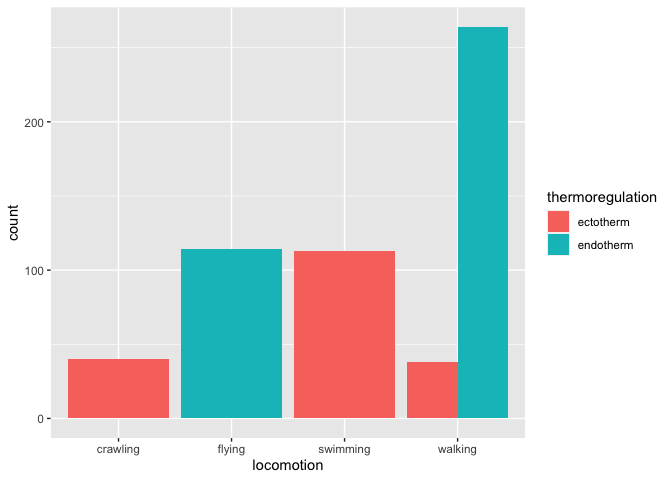 200
100
0
count
crawling
flying
swimming
walking
locomotion
thermoregulation
ectotherm
endotherm